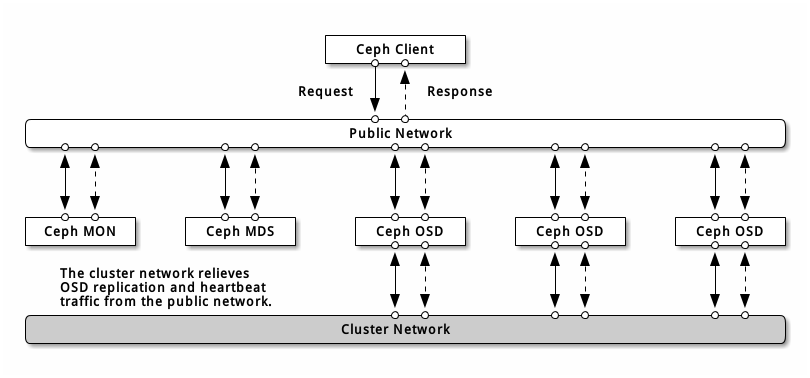 Ceph Client
Request
Response
Public Network
Ceph MON
Ceph MDS
Ceph OSD
Ceph OSD
Ceph OSD
The cluster network relieves
OSD replication and heartbeat
traffic from the public network.
Cluster Network